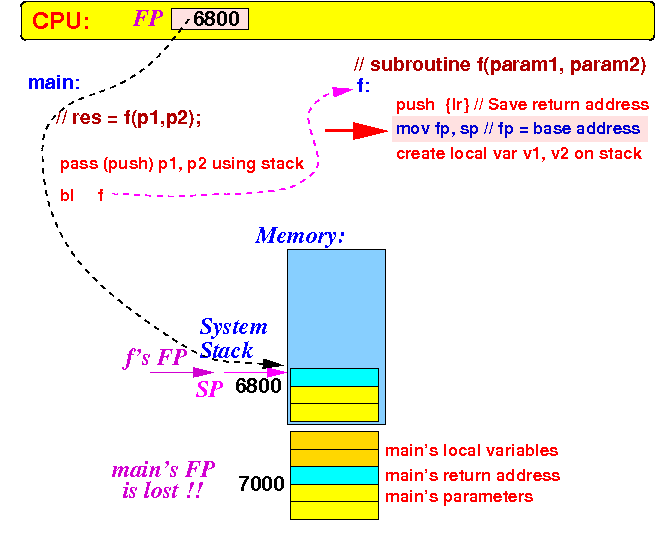 CPU: FP 6800
// subroutine f(param1, param2)
main:
f:
push {lr} // Save return address
// res = f(p1,p2);
mov fp, sp // fp = base address
create local var v1, v2 on stack
pass (push) p1, p2 using stack
bl f
Memory:
System
Stack
f's FP
SP 6800
main's local variables
main's FP
is lost !!
7000
main's return address
main's parameters